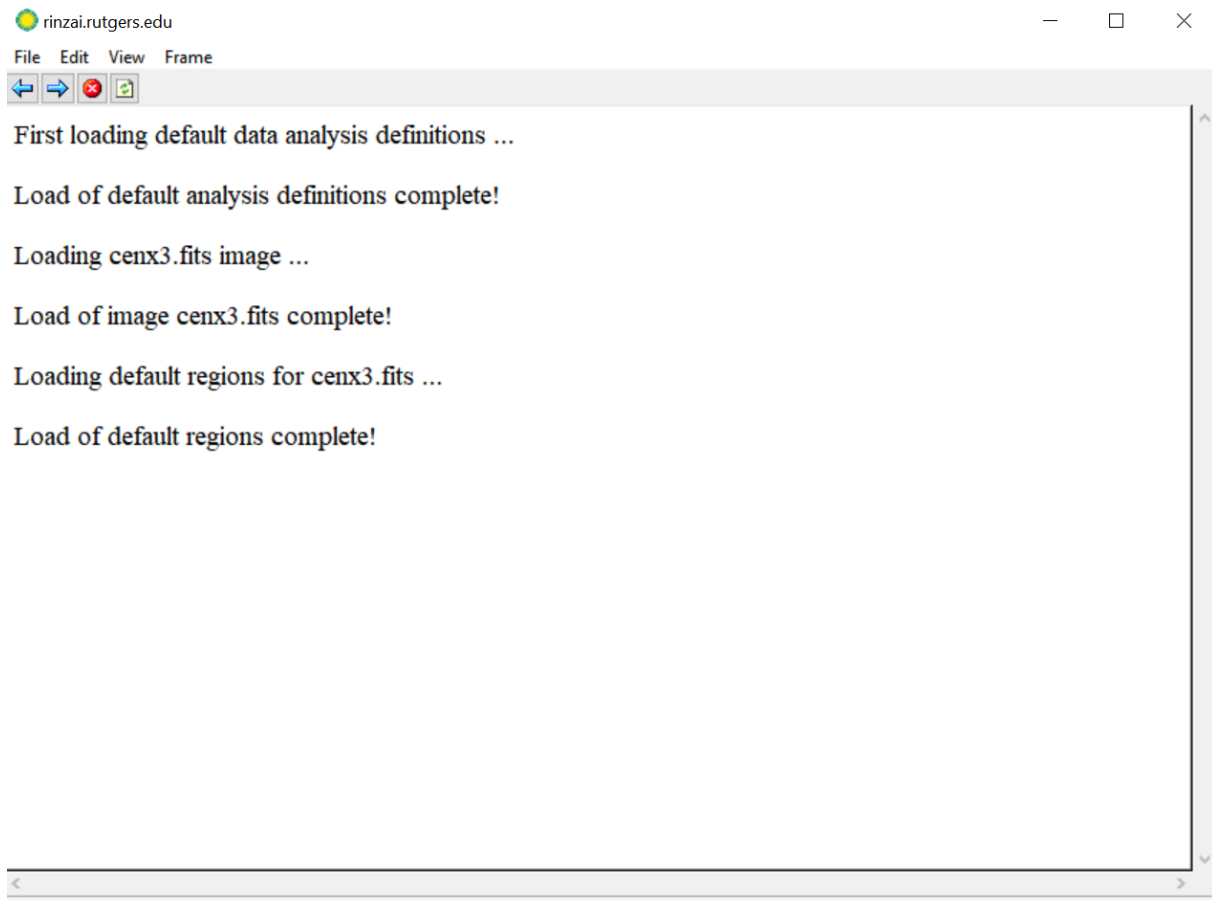 rinzai.rutgers.edu
File Edit View Frame
First loading default data analysis definitions ...
Load of default analysis definitions complete!
Loading cenx3.fits image ...
Load of image cenx3.fits complete!
Loading default regions for cenx3.fits ...
Load of default regions complete!